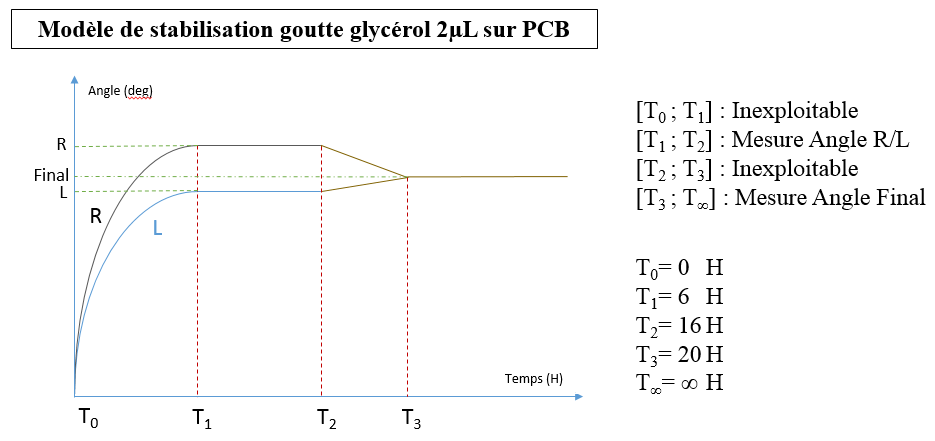 Modèle de stabilisation goutte glycérol 2µL sur PCB
Angle (deg)
R
Final
L
R
L
Temps (H)
T₀ T₁ T₂ T₃
[T₀ ; T₁] : Inexploitable
[T₁ ; T₂] : Mesure Angle R/L
[T₂ ; T₃] : Inexploitable
[T₃ ; T∞] : Mesure Angle Final
T₀= 0 H
T₁= 6 H
T₂= 16 H
T₃= 20 H
T∞= ∞ H